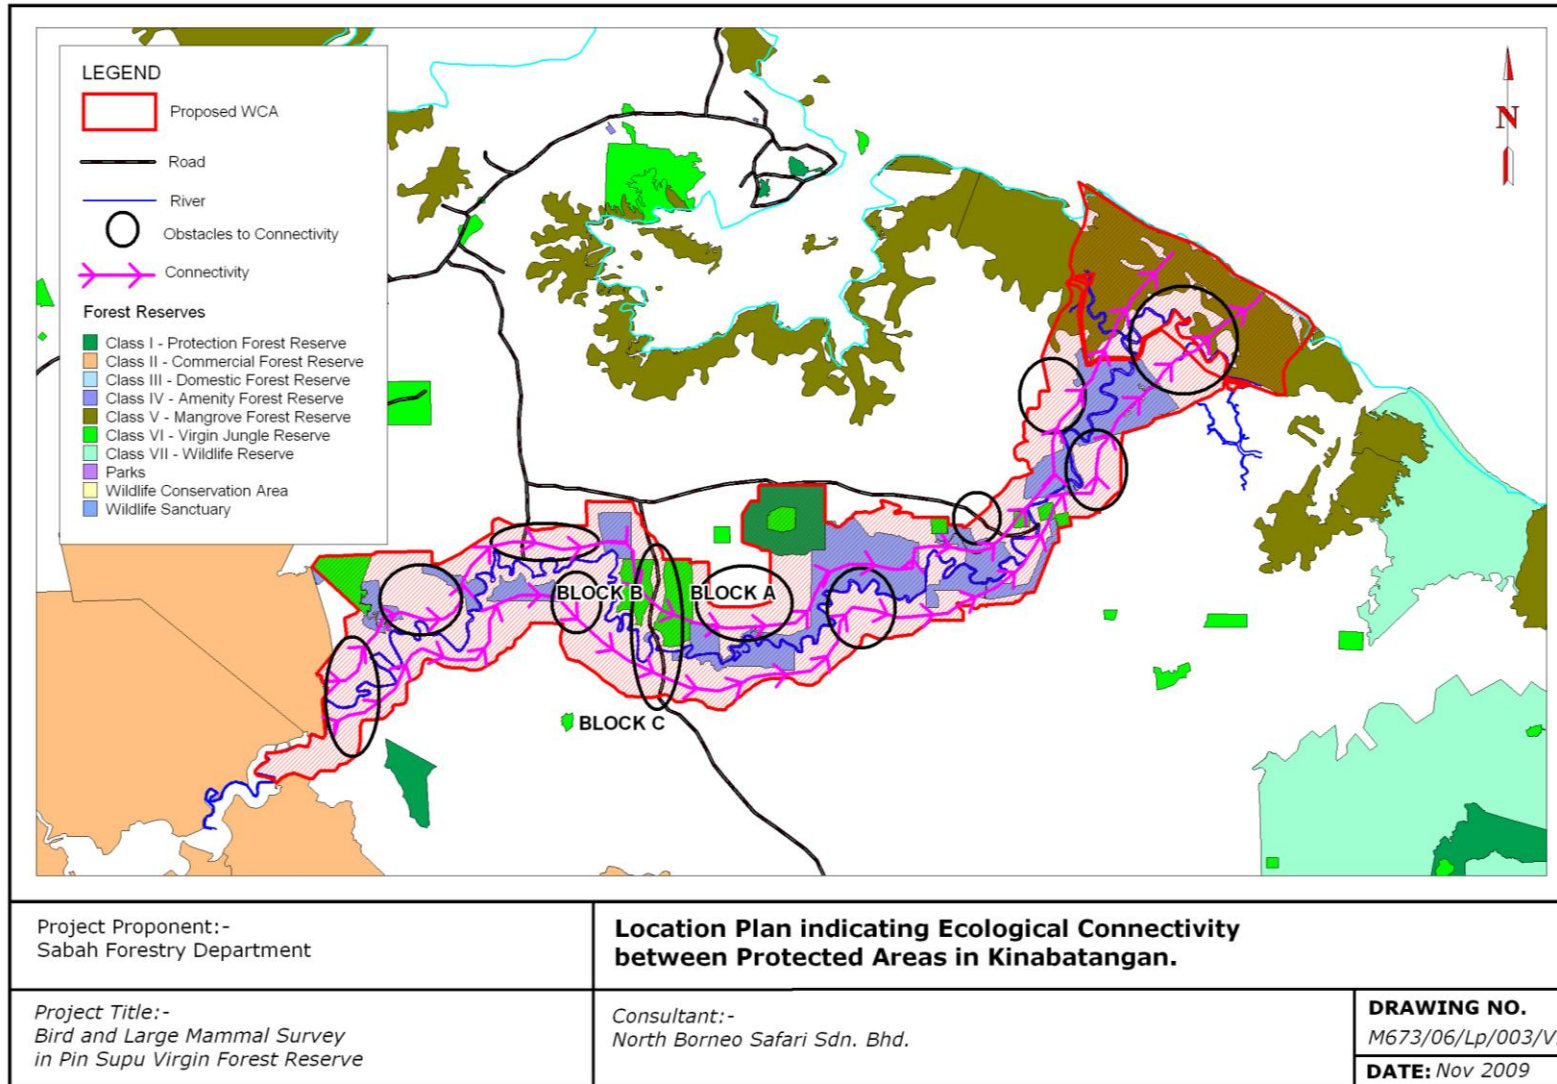 LEGEND
Proposed WCA
Road
River
Obstacles to Connectivity
Connectivity
Forest Reserves
Class I - Protection Forest Reserve
Class II - Commercial Forest Reserve
Class III - Domestic Forest Reserve
Class IV - Amenity Forest Reserve
Class V - Mangrove Forest Reserve
Class VI - Virgin Jungle Reserve
Class VII - Wildlife Reserve
Parks
Wildlife Conservation Area
Wildlife Sanctuary
N
BLOCK B
BLOCK A
BLOCK C
Project Proponent:-
Sabah Forestry Department
Location Plan indicating Ecological Connectivity
between Protected Areas in Kinabatangan.
Project Title:-
Bird and Large Mammal Survey
in Pin Supu Virgin Forest Reserve
Consultant:-
North Borneo Safari Sdn. Bhd.
DRAWING NO.
M673/06/Lp/003/V
DATE: Nov 2009